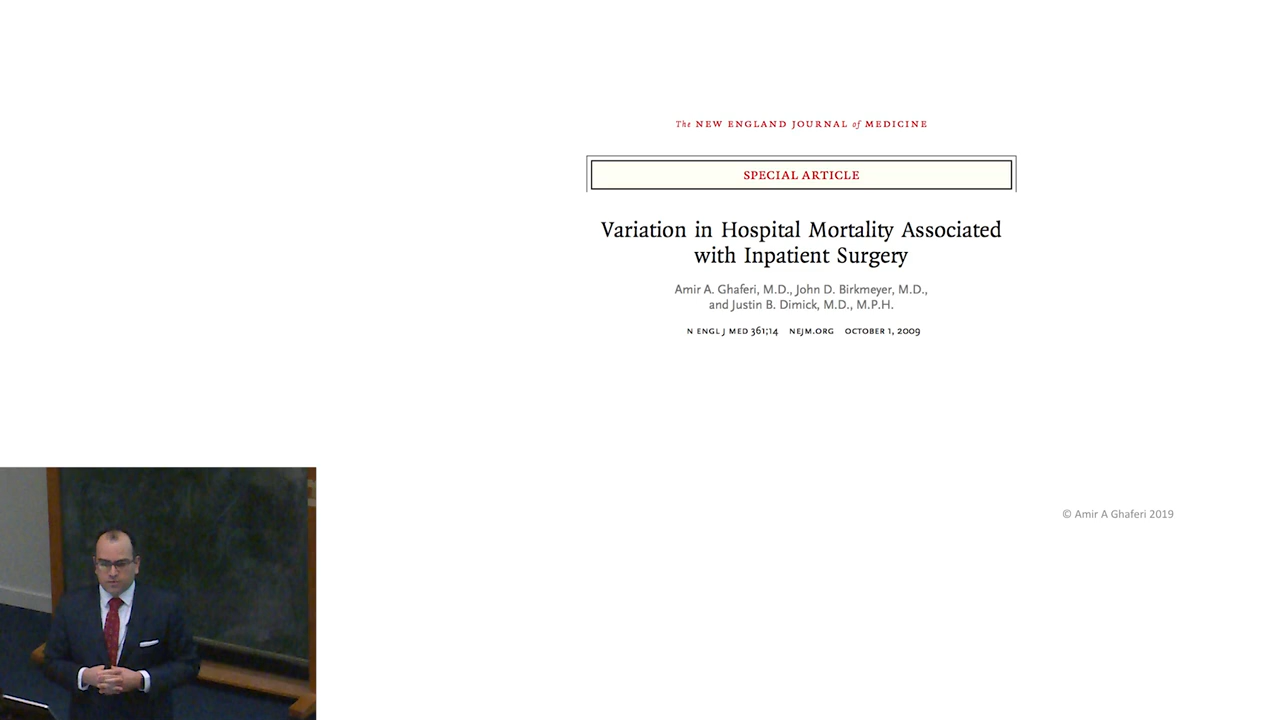 The NEW ENGLAND JOURNAL of MEDICINE
SPECIAL ARTICLE
Variation in Hospital Mortality Associated
with Inpatient Surgery
Amir A. Ghaferi, M.D., John D. Birkmeyer, M.D.,
and Justin B. Dimick, M.D., M.P.H.
N ENGL J MED 361;14 NEJM.ORG OCTOBER 1, 2009
© Amir A Ghaferi 2019